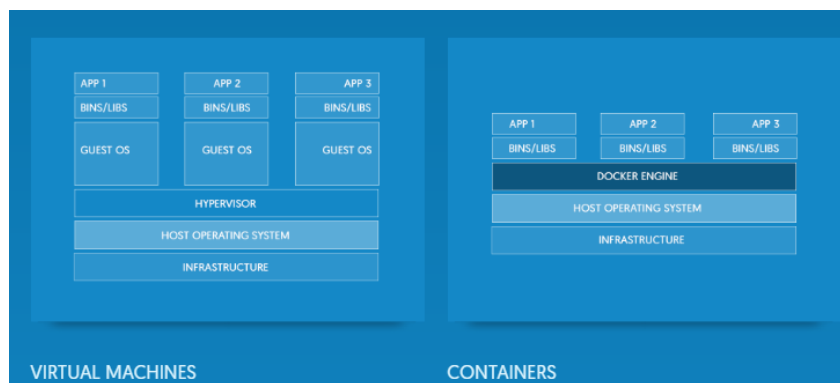 APP 1 APP 2 APP 3
BINS/LIBS BINS/LIBS BINS/LIBS
GUEST OS GUEST OS GUEST OS
HYPERVISOR
HOST OPERATING SYSTEM
INFRASTRUCTURE
VIRTUAL MACHINES
APP 1 APP 2 APP 3
BINS/LIBS BINS/LIBS BINS/LIBS
DOCKER ENGINE
HOST OPERATING SYSTEM
INFRASTRUCTURE
CONTAINERS